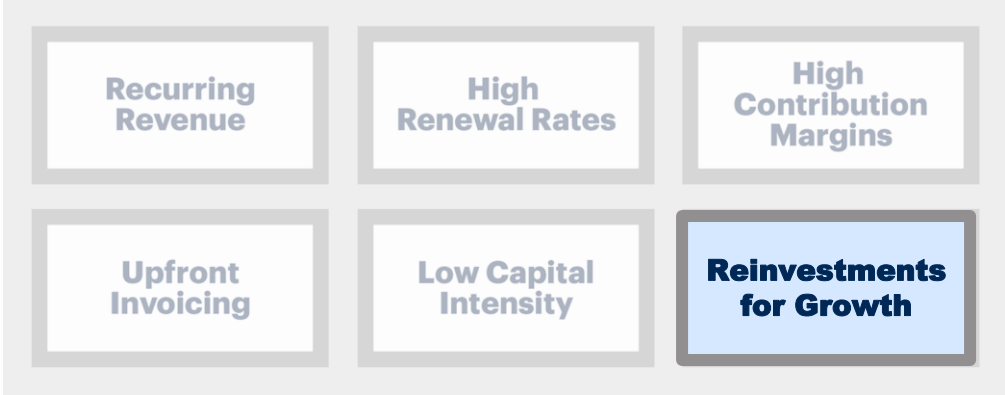 Recurring
Revenue
High
Renewal Rates
High
Contribution
Margins
Upfront
Invoicing
Low Capital
Intensity
Reinvestments
for Growth